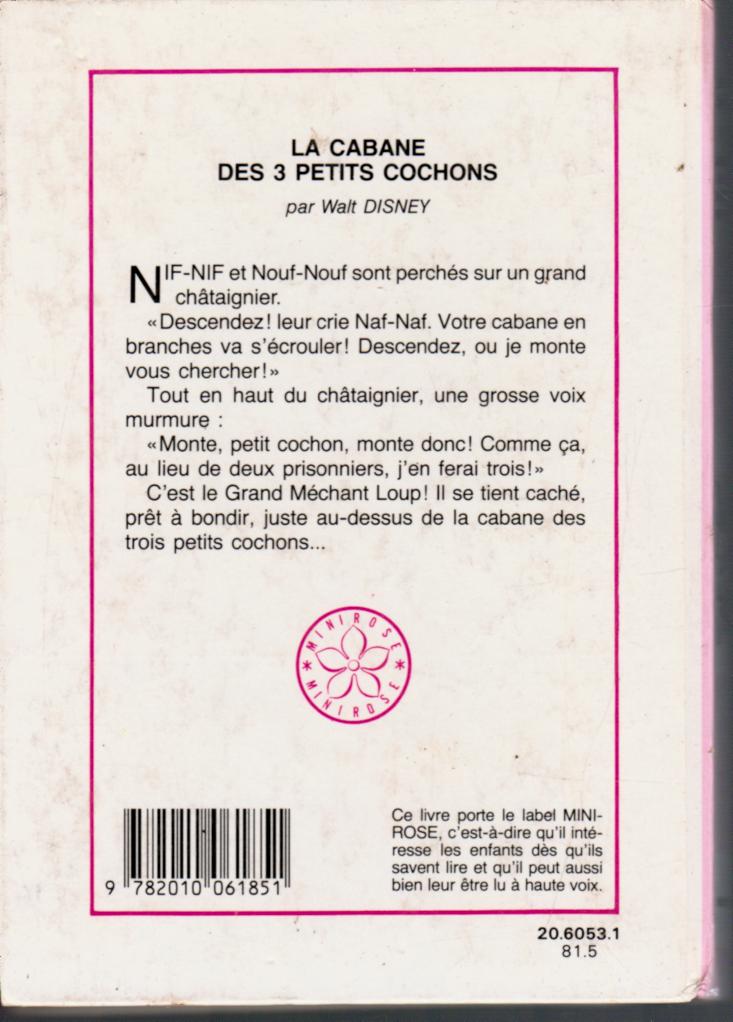 LA CABANE
DES 3 PETITS COCHONS
par Walt DISNEY
NIF-NIF et Nouf-Nouf sont perchés sur un grand
châtaignier.
«Descendez! leur crie Naf-Naf. Votre cabane en
branches va s'écrouler! Descendez, ou je monte
vous chercher!»
Tout en haut du châtaignier, une grosse voix
murmure :
«Monte, petit cochon, monte donc! Comme ça,
au lieu de deux prisonniers, j'en ferai trois!»
C'est le Grand Méchant Loup! Il se tient caché,
prêt à bondir, juste au-dessus de la cabane des
trois petits cochons...
MINIROSE * MINIROSE *
Ce livre porte le label MINI-
ROSE, c'est-à-dire qu'il inté-
resse les enfants dès qu'ils
savent lire et qu'il peut aussi
bien leur être lu à haute voix.
9 782010 061851
20.6053.1
81.5